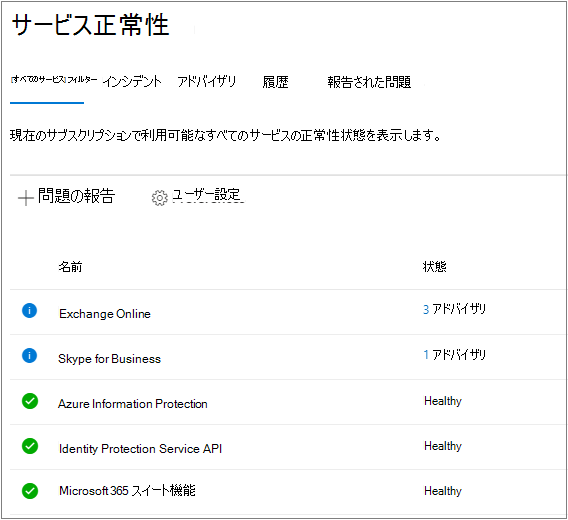 サービス正常性
[すべてのサービス]フィルター インシデント アドバイザリ 履歴 報告された問題
現在のサブスクリプションで利用可能なすべてのサービスの正常性状態を表示します。
問題の報告 ユーザー設定
名前 状態
Exchange Online 3 アドバイザリ
Skype for Business 1 アドバイザリ
Azure Information Protection Healthy
Identity Protection Service API Healthy
Microsoft 365 スイート機能 Healthy